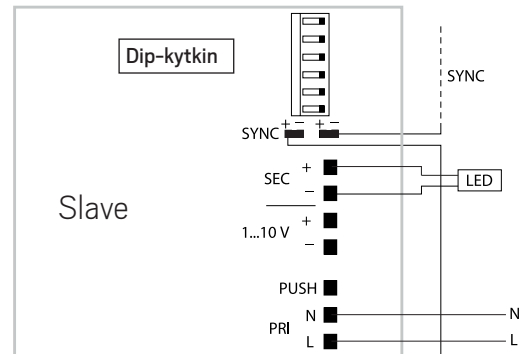 Dip-kytkin
SYNC
+ - + -
SYNC
+
SEC
LED
-
Slave
+
1...10 V
-
PUSH
N N
PRI
L L